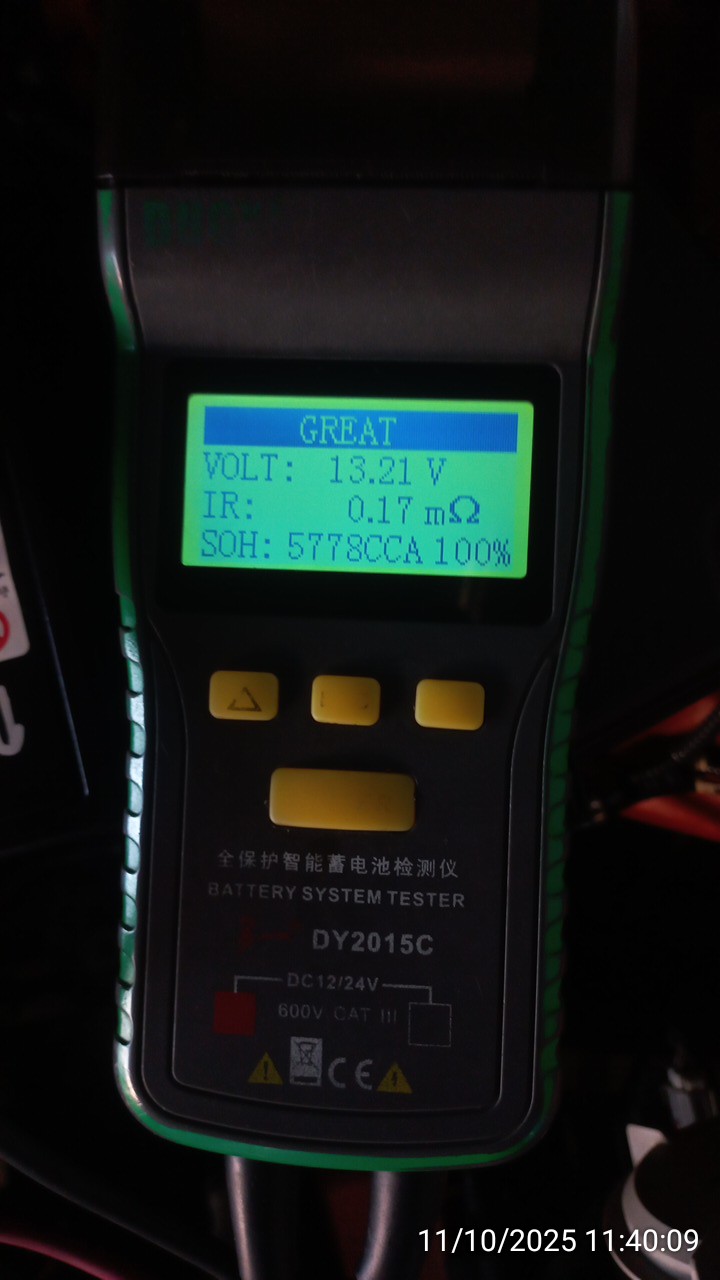 GREAT
VOLT: 13.21 V
IR: 0.17 mΩ
SOH: 5778CCA 100%
全保护智能蓄电池检测仪
BATTERY SYSTEM TESTER
DY2015C
DC12/24V
600V CAT III
CE
11/10/2025 11:40:09